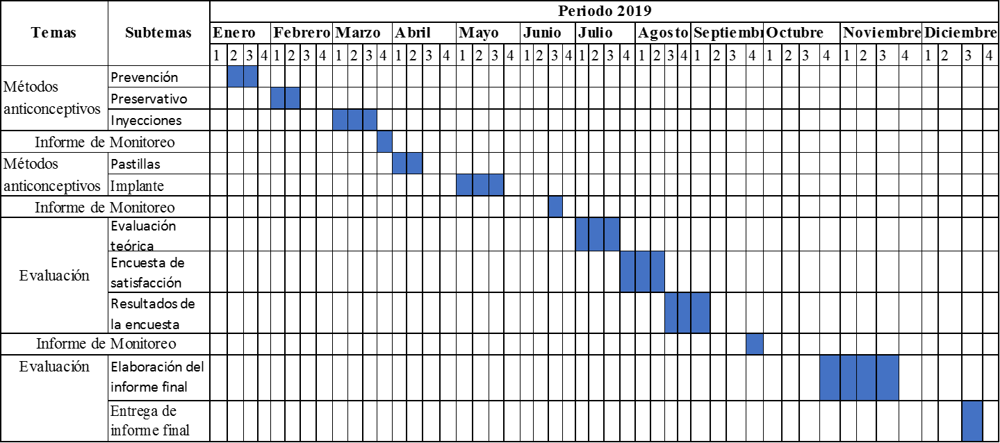 Periodo 2019
Temas Subtemas Enero Febrero Marzo Abril Mayo Junio Julio Agosto Septiembr Octubre Noviembre Diciembre
1 2 3 4 1 2 3 4 1 2 3 4 1 2 3 4 1 2 3 4 1 2 3 4 1 2 3 4 1 2 3 4 1 2 3 4 1 2 3 4 1 2 3 4 1 2 3 4
Métodos anticonceptivos
Prevención
Preservativo
Inyecciones
Informe de Monitoreo
Métodos
anticonceptivos
Pastillas
Implante
Informe de Monitoreo
Evaluación
Evaluación
teórica
Encuesta de
satisfacción
Resultados de
la encuesta
Informe de Monitoreo
Evaluación
Elaboración del
informe final
Entrega de
informe final